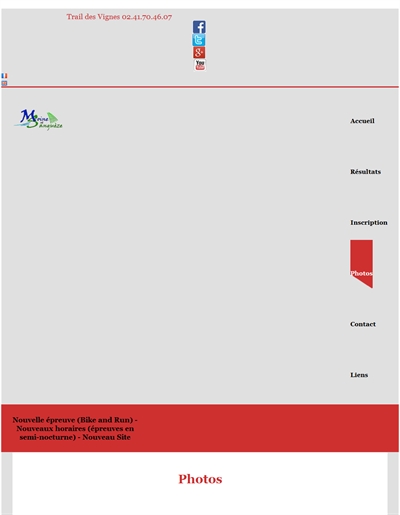 Trail des Vignes 02.41.70.46.07
You
Tube
Moine
Sanguèze
Accueil
Résultats
Inscription
Photos
Contact
Liens
Nouvelle épreuve (Bike and Run) -
Nouveaux horaires (épreuves en
semi-nocturne) - Nouveau Site
Photos